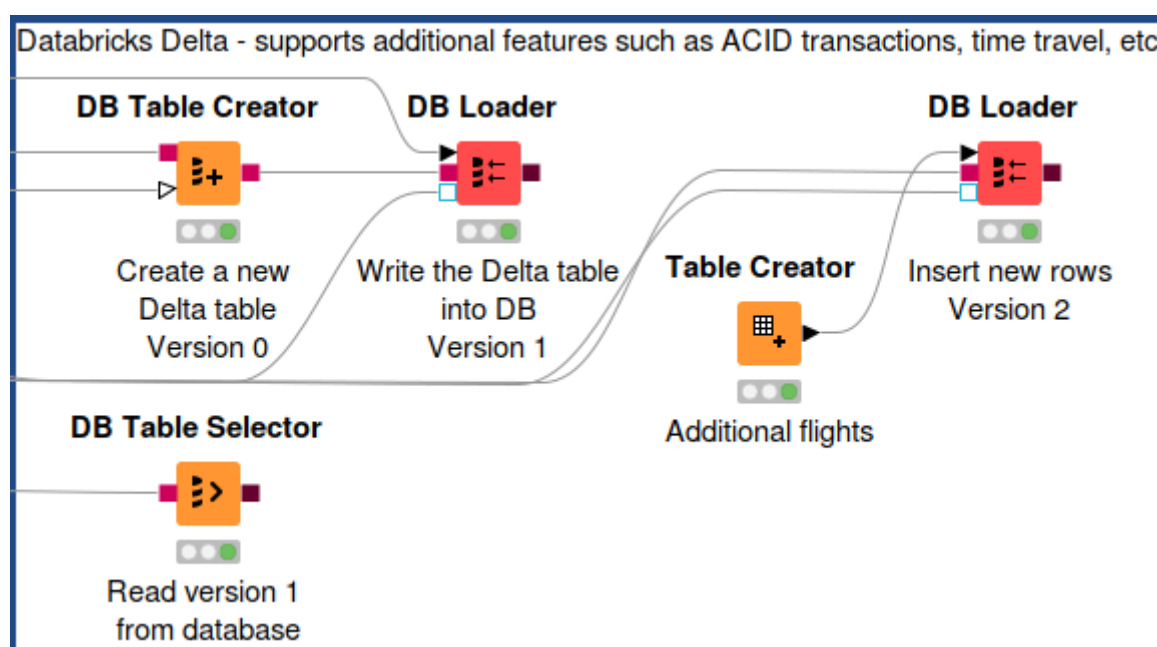 Databricks Delta - supports additional features such as ACID transactions, time travel, etc
DB Table Creator
DB Loader
DB Loader
Create a new
Delta table
Version 0
Write the Delta table
into DB
Version 1
Table Creator
Insert new rows
Version 2
Additional flights
DB Table Selector
Read version 1
from database